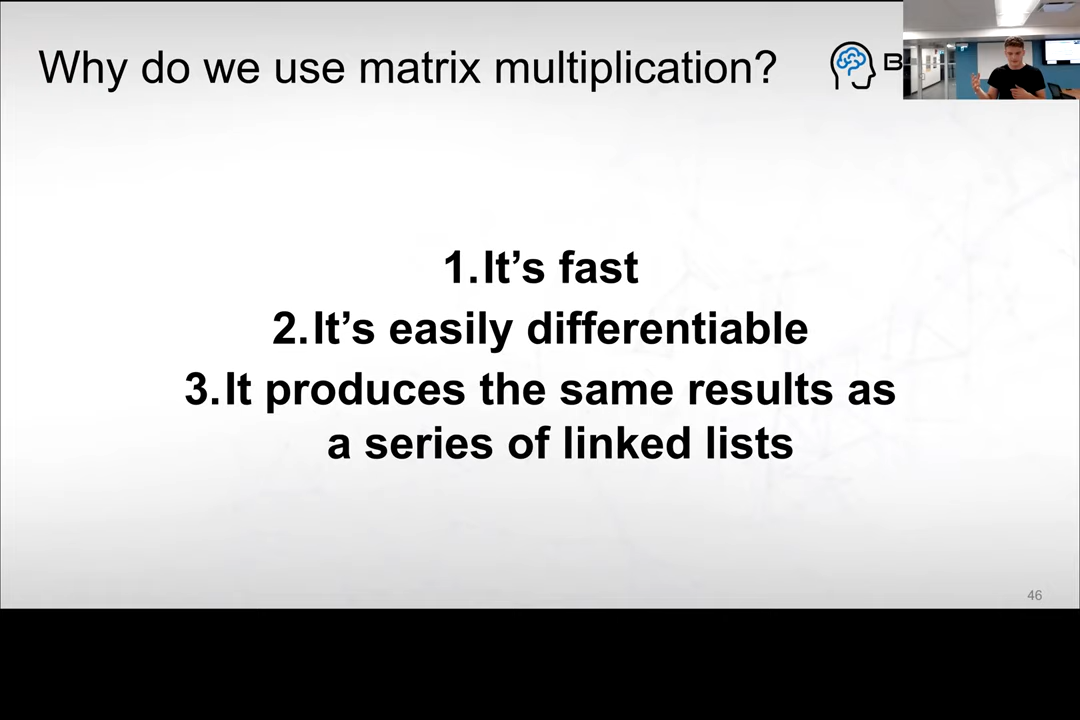 Why do we use matrix multiplication?
B
1.It’s fast
2.It’s easily differentiable
3.It produces the same results as
a series of linked lists
46